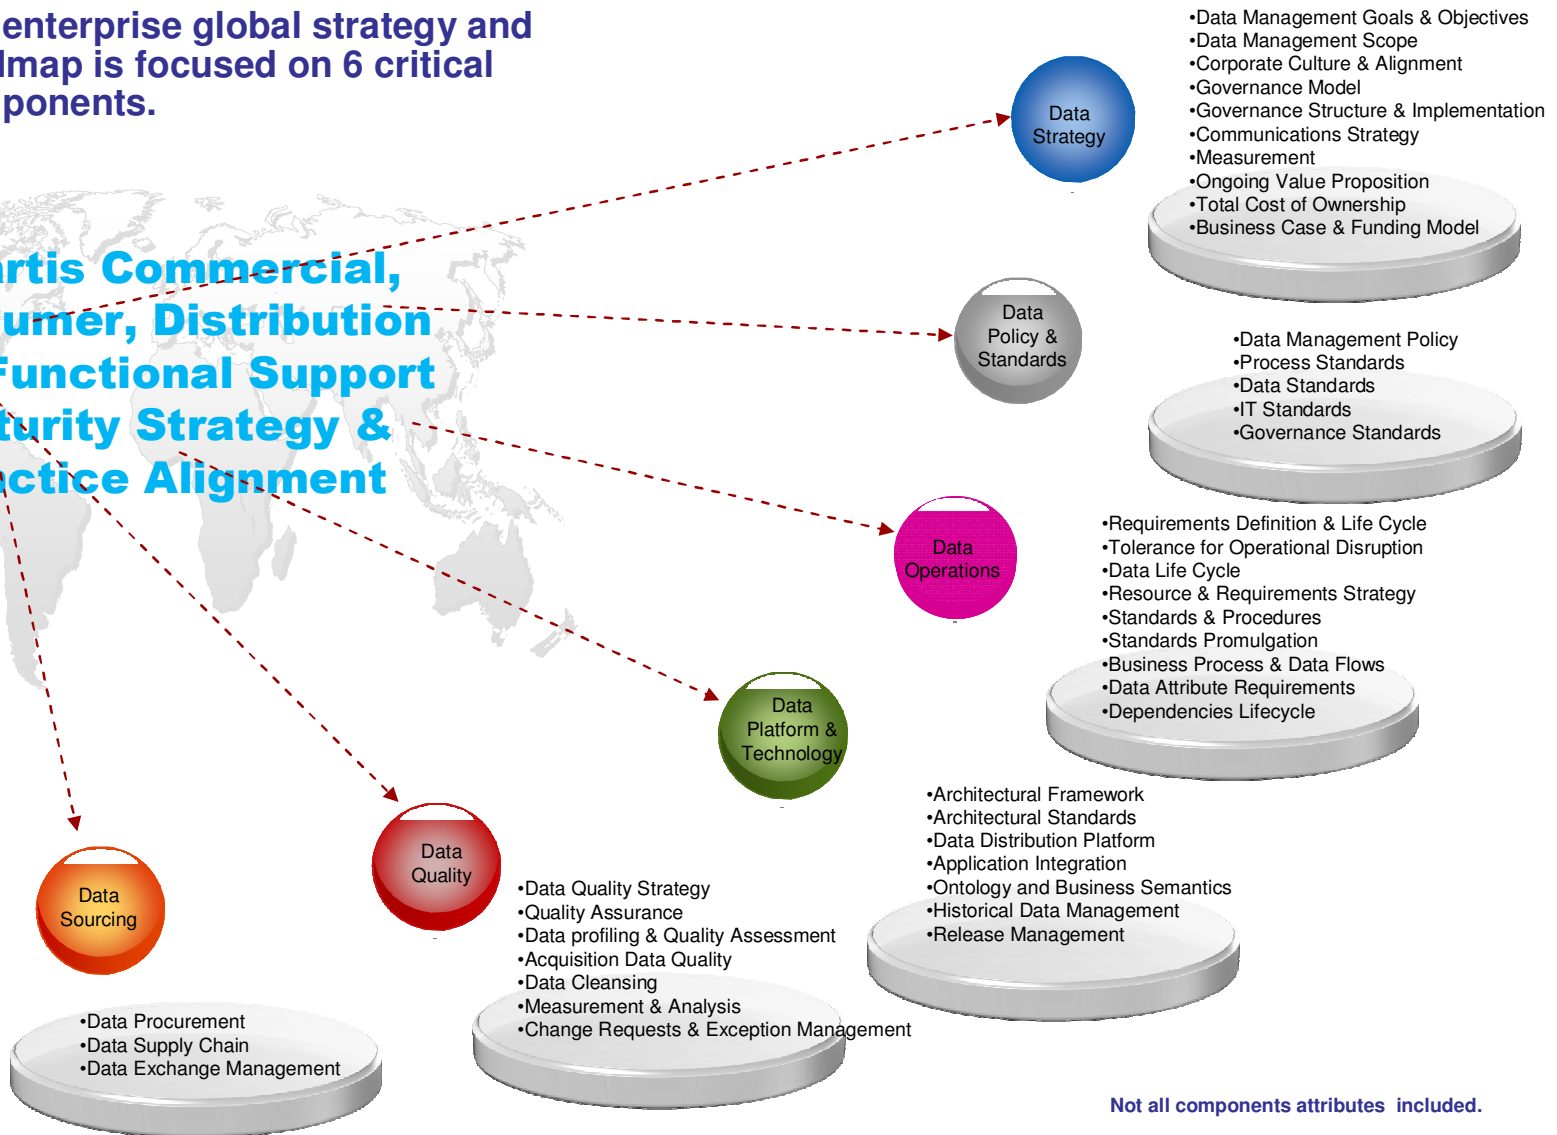 enterprise global strategy and
dmap is focused on 6 critical
ponents.
artis Commercial,
umer, Distribution
Functional Support
turity Strategy &
ctice Alignment
Data
Strategy
•Data Management Goals & Objectives
•Data Management Scope
•Corporate Culture & Alignment
•Governance Model
•Governance Structure & Implementation
•Communications Strategy
•Measurement
•Ongoing Value Proposition
•Total Cost of Ownership
•Business Case & Funding Model
Data
Policy &
Standards
•Data Management Policy
•Process Standards
•Data Standards
•IT Standards
•Governance Standards
Data
Operations
•Requirements Definition & Life Cycle
•Tolerance for Operational Disruption
•Data Life Cycle
•Resource & Requirements Strategy
•Standards & Procedures
•Standards Promulgation
•Business Process & Data Flows
•Data Attribute Requirements
•Dependencies Lifecycle
Data
Platform &
Technology
•Architectural Framework
•Architectural Standards
•Data Distribution Platform
•Application Integration
•Ontology and Business Semantics
•Historical Data Management
•Release Management
Data
Quality
•Data Quality Strategy
•Quality Assurance
•Data profiling & Quality Assessment
•Acquisition Data Quality
•Data Cleansing
•Measurement & Analysis
•Change Requests & Exception Management
Data
Sourcing
•Data Procurement
•Data Supply Chain
•Data Exchange Management
Not all components attributes  included.